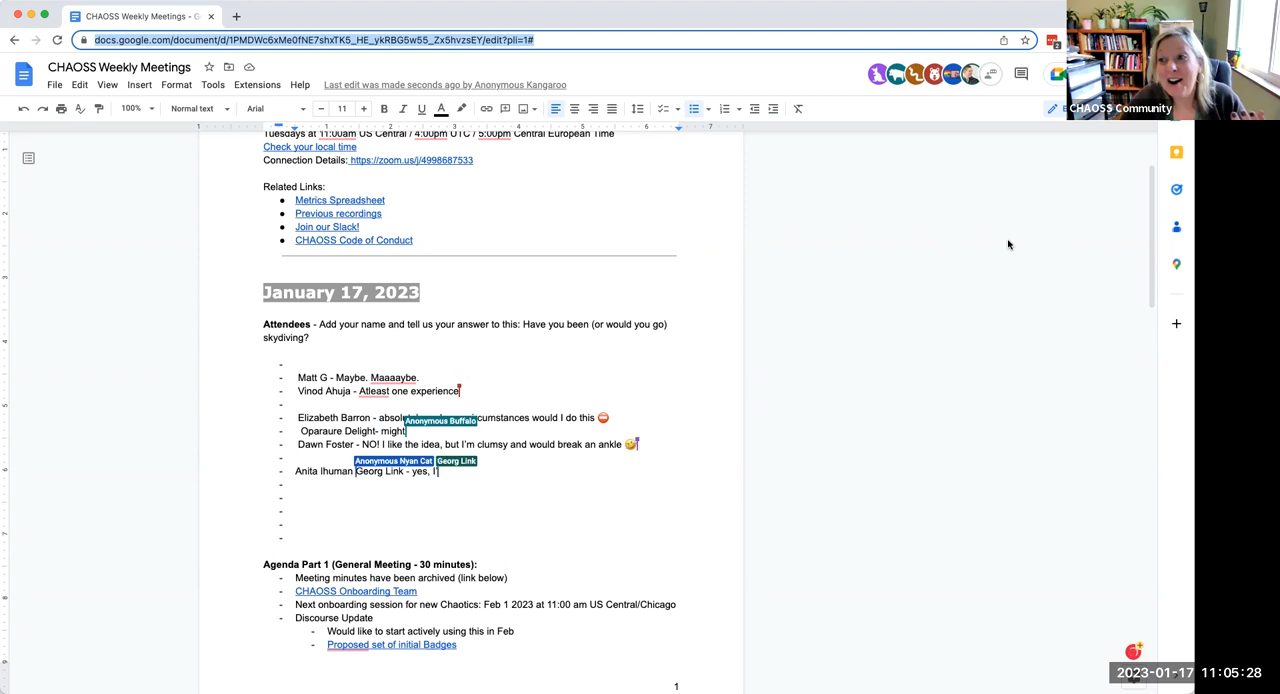 CHAOSS Weekly Meetings - G
docs.google.com/document/d/1PMDWc6xMe0fNE7shxTK5_HE_ykRBG5w55_Zx5hvzsEY/edit?pli=1#
2
CHAOSS Weekly Meetings
File Edit View Insert Format Tools Extensions Help Last edit was made seconds ago by Anonymous Kangaroo
100% Normal text Arial 11
CHAOSS Community
1 1 2 3 4 5 6 7
Tuesdays at 11:00am US Central / 4:00pm UTC / 5:00pm Central European Time
Check your local time
Connection Details: https://zoom.us/j/4998687533
Related Links:
● Metrics Spreadsheet
● Previous recordings
● Join our Slack!
● CHAOSS Code of Conduct
January 17, 2023
Attendees - Add your name and tell us your answer to this: Have you been (or would you go)
skydiving?
-
- Matt G - Maybe. Maaaaybe.
- Vinod Ahuja - Atleast one experience
-
- Elizabeth Barron - circumstances would I do this
Anonymous Buffalo
- Oparaure Delight- might
- Dawn Foster - NO! I like the idea, but I'm clumsy and would break an ankle 🤣
-
Anonymous Nyan Cat Georg Link
- Anita Ihuman Georg Link - yes, I'
-
-
-
-
-
Agenda Part 1 (General Meeting - 30 minutes):
- Meeting minutes have been archived (link below)
- CHAOSS Onboarding Team
- Next onboarding session for new Chaotics: Feb 1 2023 at 11:00 am US Central/Chicago
- Discourse Update
- Would like to start actively using this in Feb
- Proposed set of initial Badges
1
2023-01-17 11:05:28